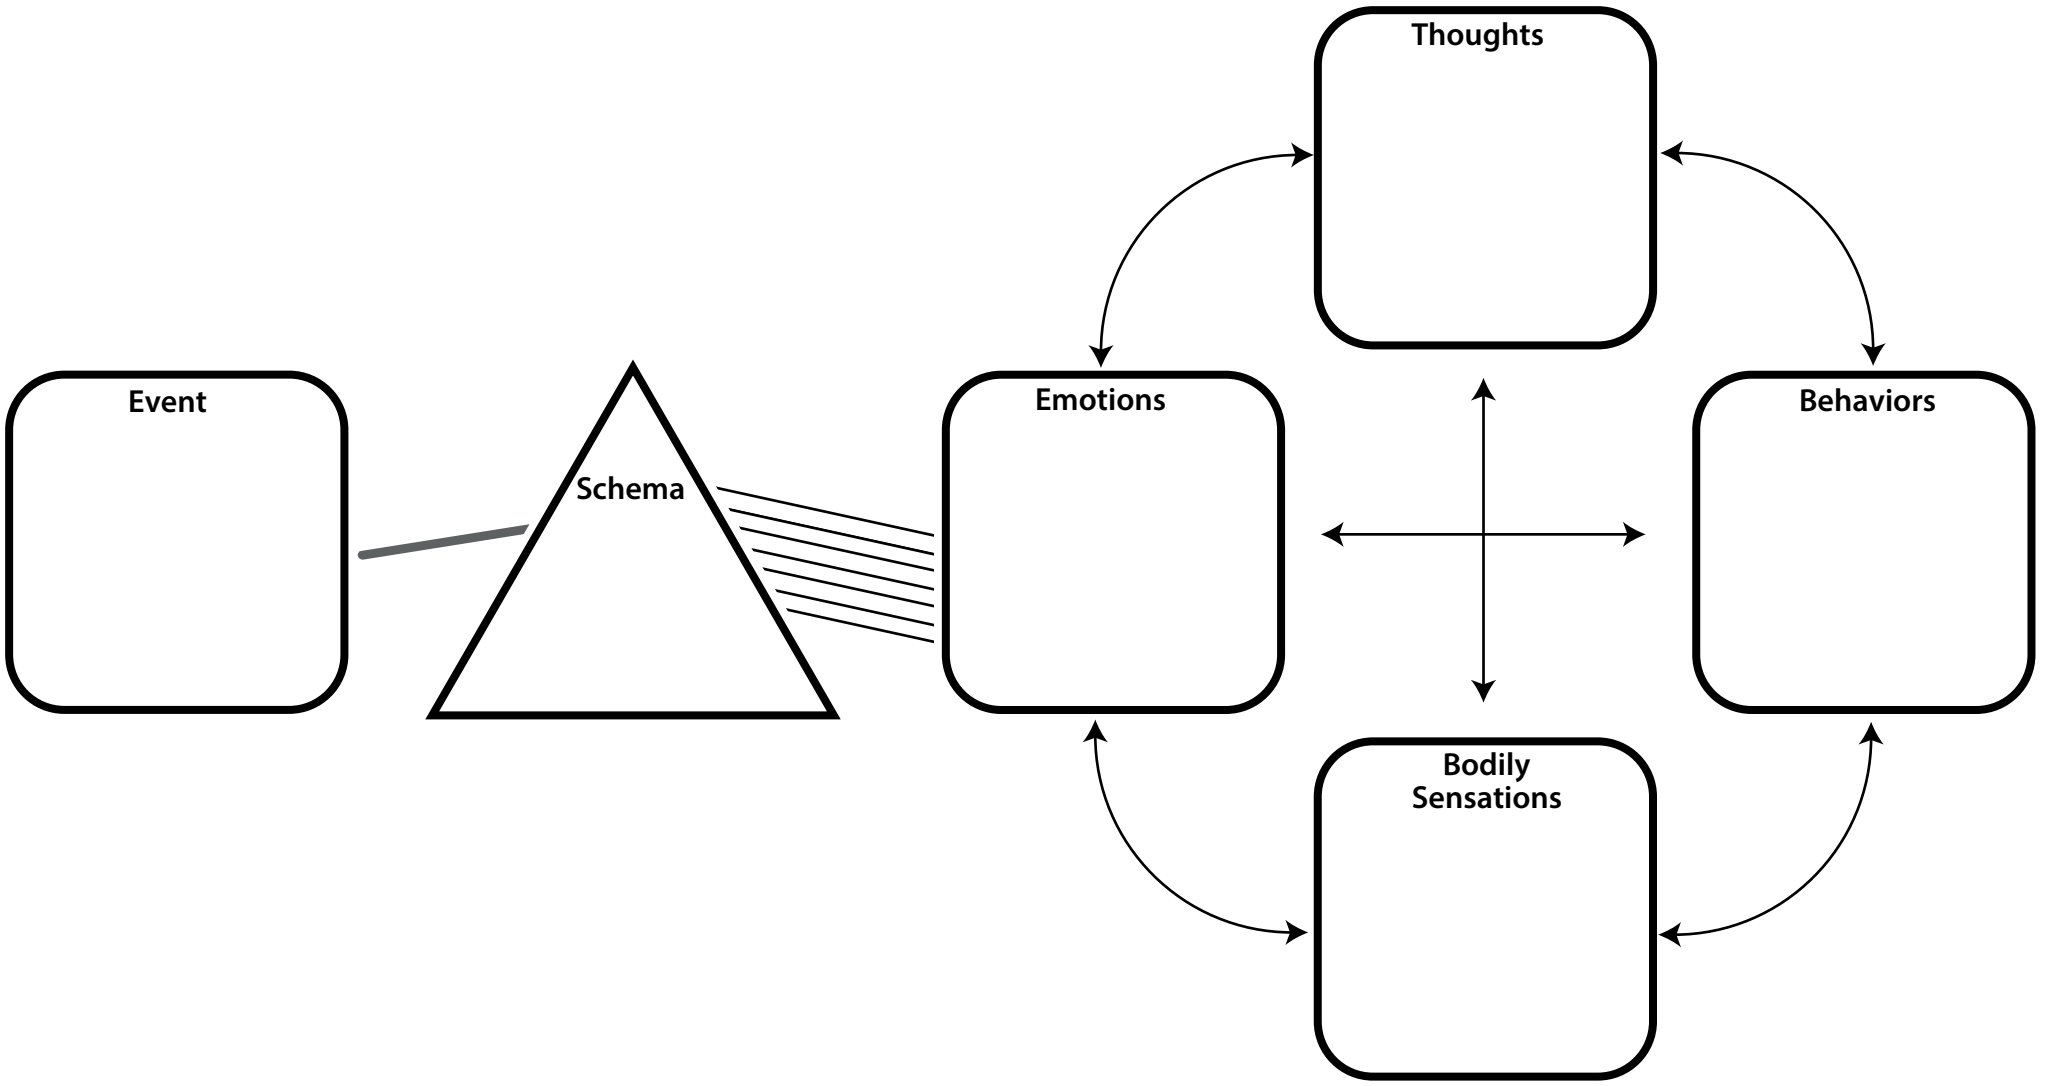 Thoughts
Event
Emotions
Behaviors
Schema
Bodily
Sensations